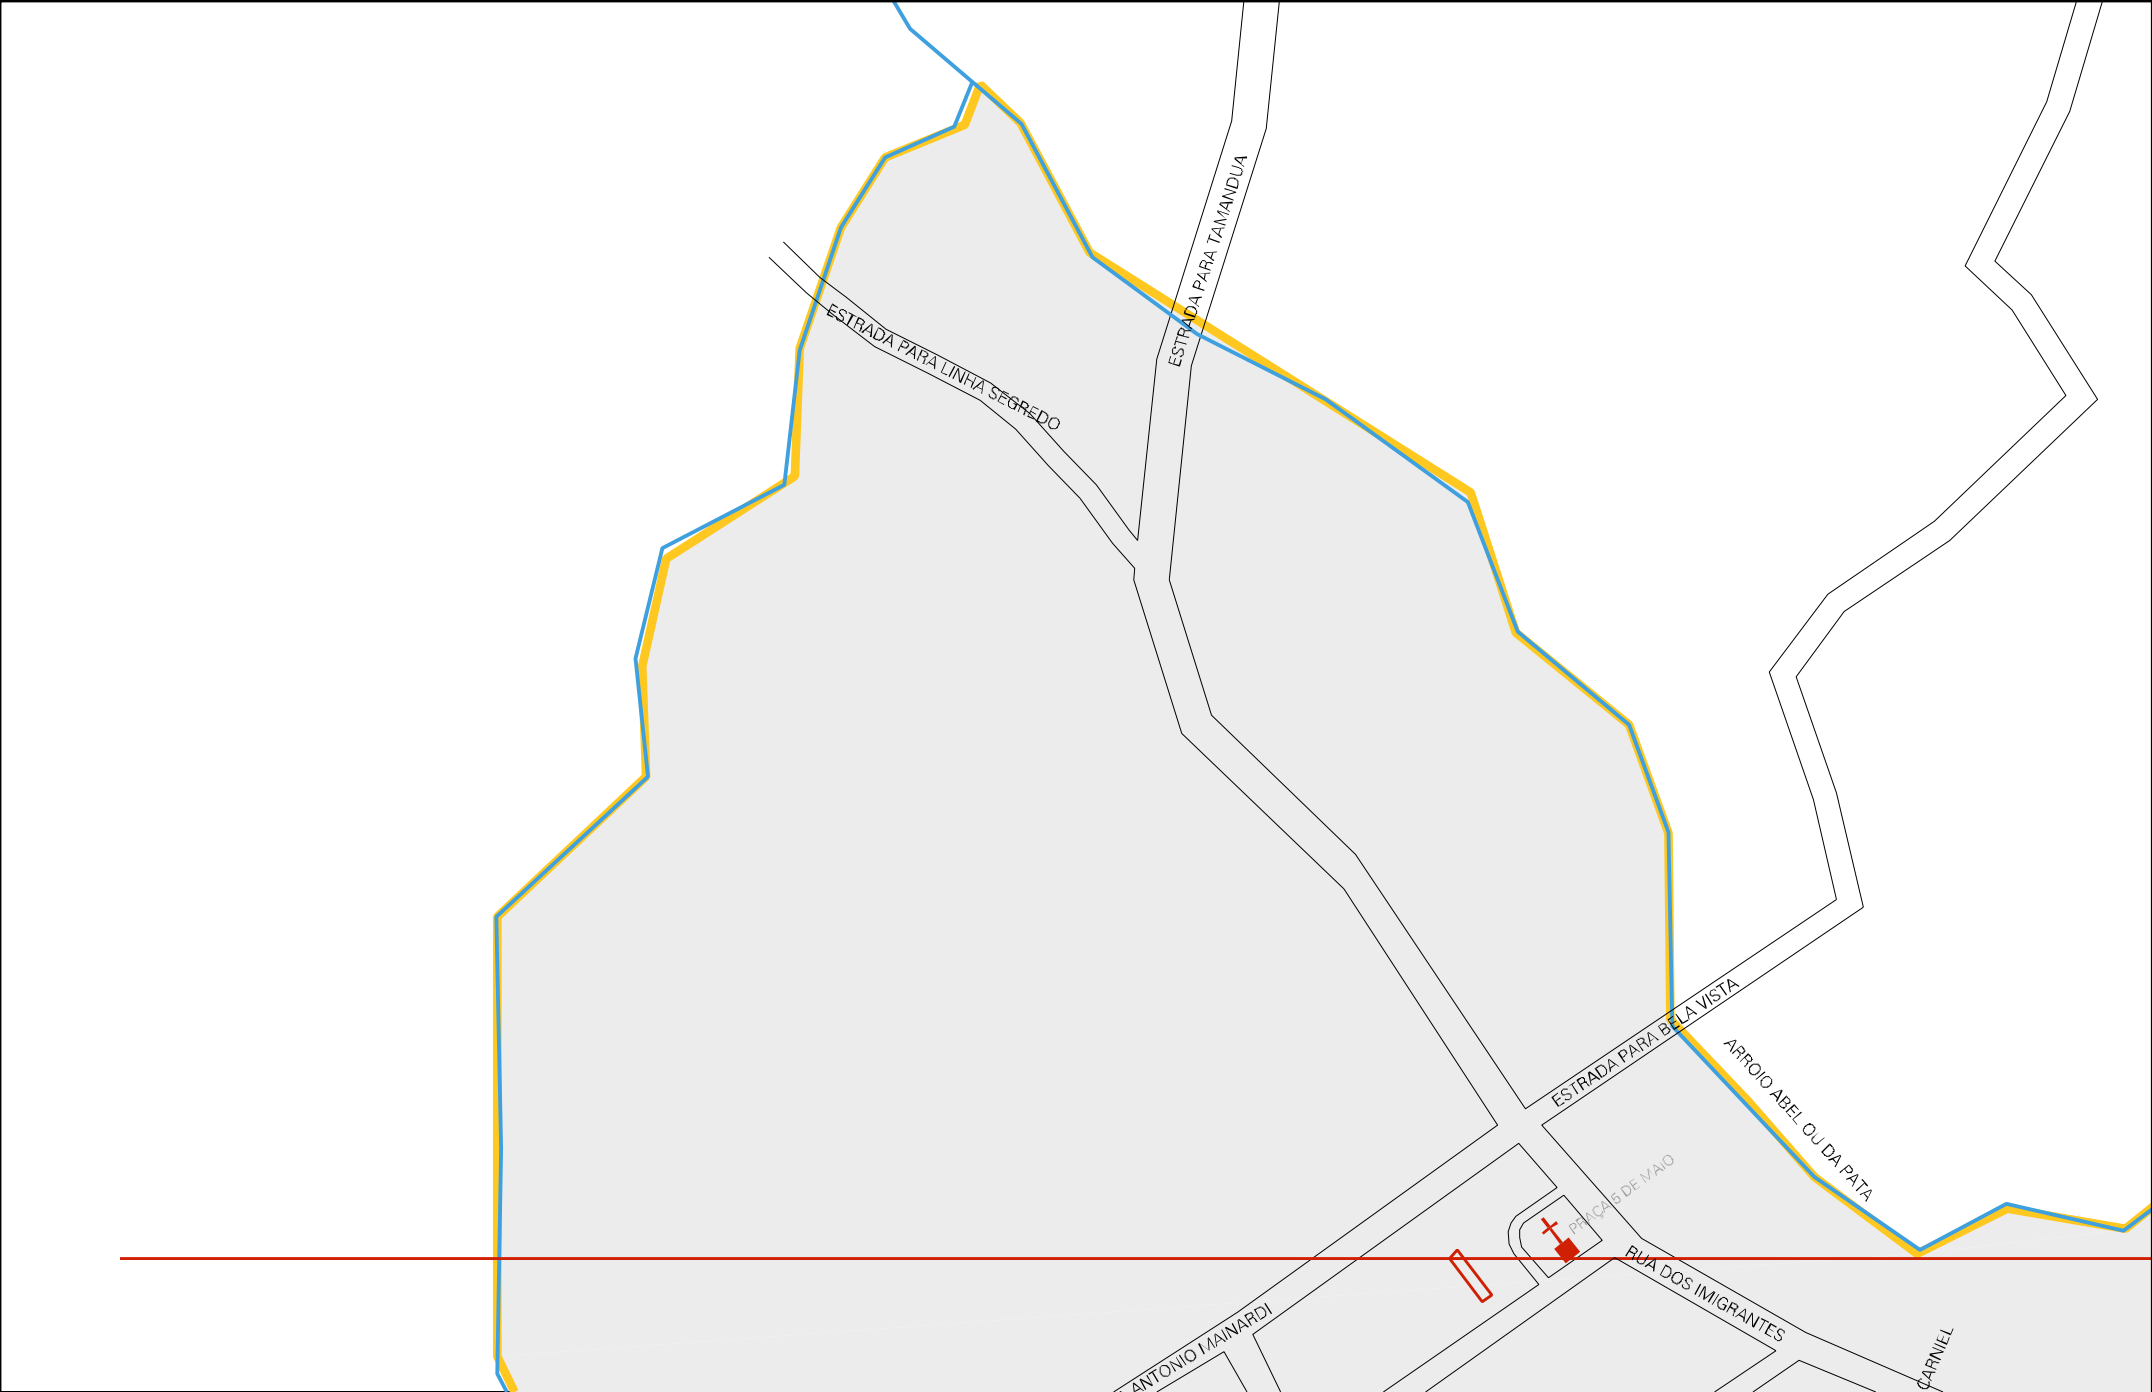 ESTRADA PARA TAMANDUA
ESTRADA PARA LINHA SEGREDO
ESTRADA PARA BELA VISTA
ARROIO ABEL OU DA PATA
PRAÇA 5 DE MAIO
RUA DOS IMIGRANTES
ANTONIO MAINARDI
CARNIEL